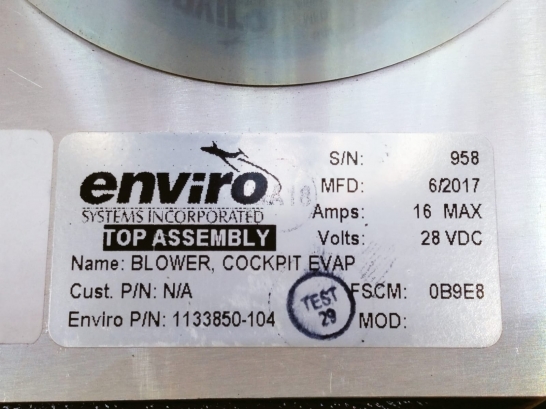 enviro
SYSTEMS INCORPORATED
TOP ASSEMBLY
S/N: 958
MFD: 6/2017
Amps: 16 MAX
Volts: 28 VDC
Name: BLOWER, COCKPIT EVAP
Cust. P/N: N/A
FSCM: 0B9E8
Enviro P/N: 1133850-104
MOD:
TEST
29